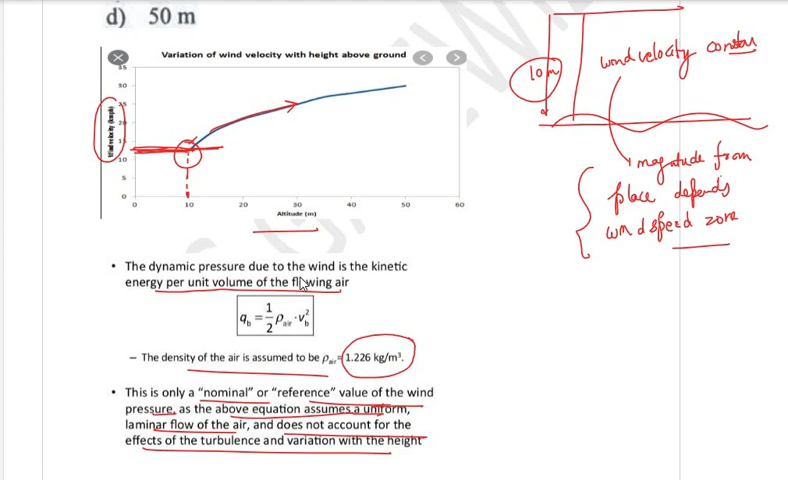 d) 50 m
Variation of wind velocity with height above ground
35
30
25
20
15
10
5
0
Wind velocity (kmph)
0 10 20 30 40 50 60
Altitude (m)
• The dynamic pressure due to the wind is the kinetic
energy per unit volume of the flowing air
q_b = 1/2 ρ_air · v_b²
– The density of the air is assumed to be ρ_air = 1.226 kg/m³.
• This is only a “nominal” or “reference” value of the wind
pressure, as the above equation assumes a uniform,
laminar flow of the air, and does not account for the
effects of the turbulence and variation with the height
10 m
wind velocity
magnitude from
place depends
wind speed zone